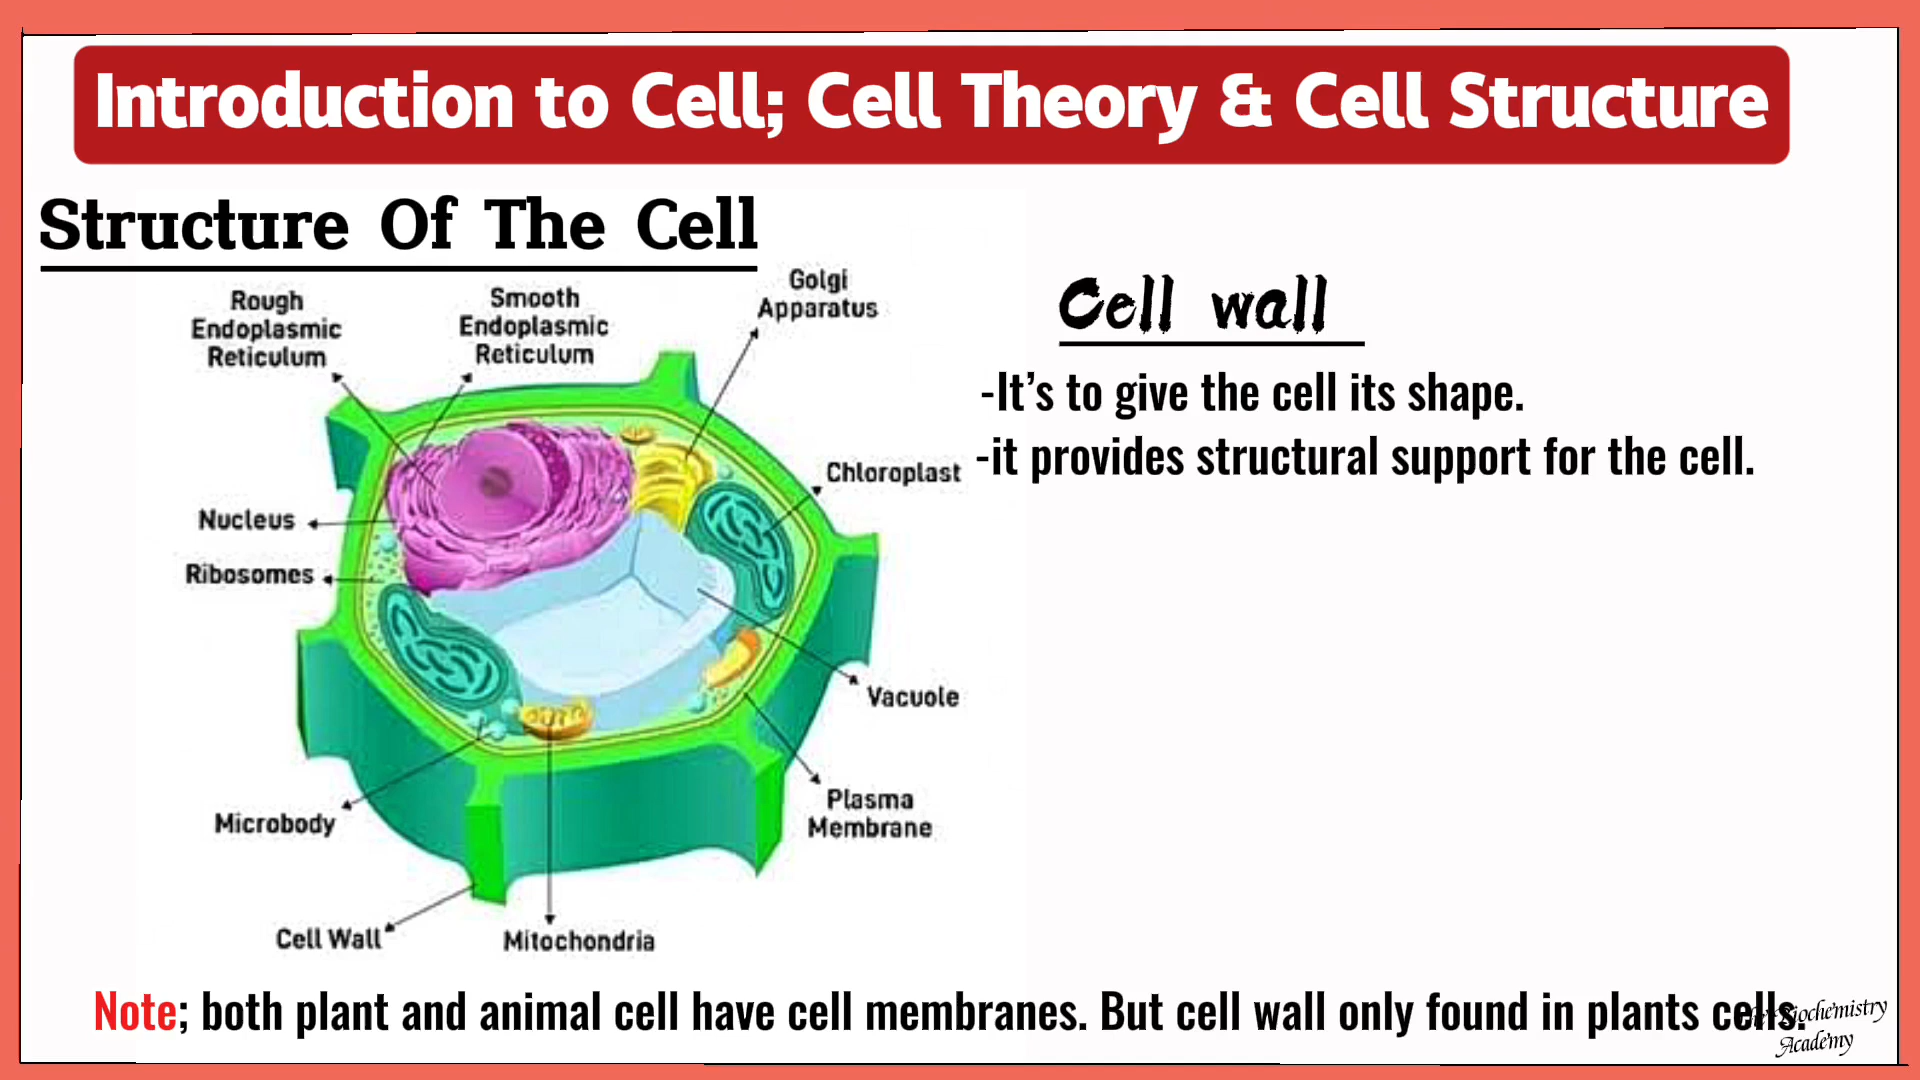 Introduction to Cell; Cell Theory & Cell Structure
Structure Of The Cell
Rough
Endoplasmic
Reticulum
Smooth
Endoplasmic
Reticulum
Golgi
Apparatus
Chloroplast
Nucleus
Ribosomes
Vacuole
Microbody
Plasma
Membrane
Cell Wall
Mitochondria
Cell wall
-It's to give the cell its shape.
-it provides structural support for the cell.
Note; both plant and animal cell have cell membranes. But cell wall only found in plants cells.
The Biochemistry
Academy